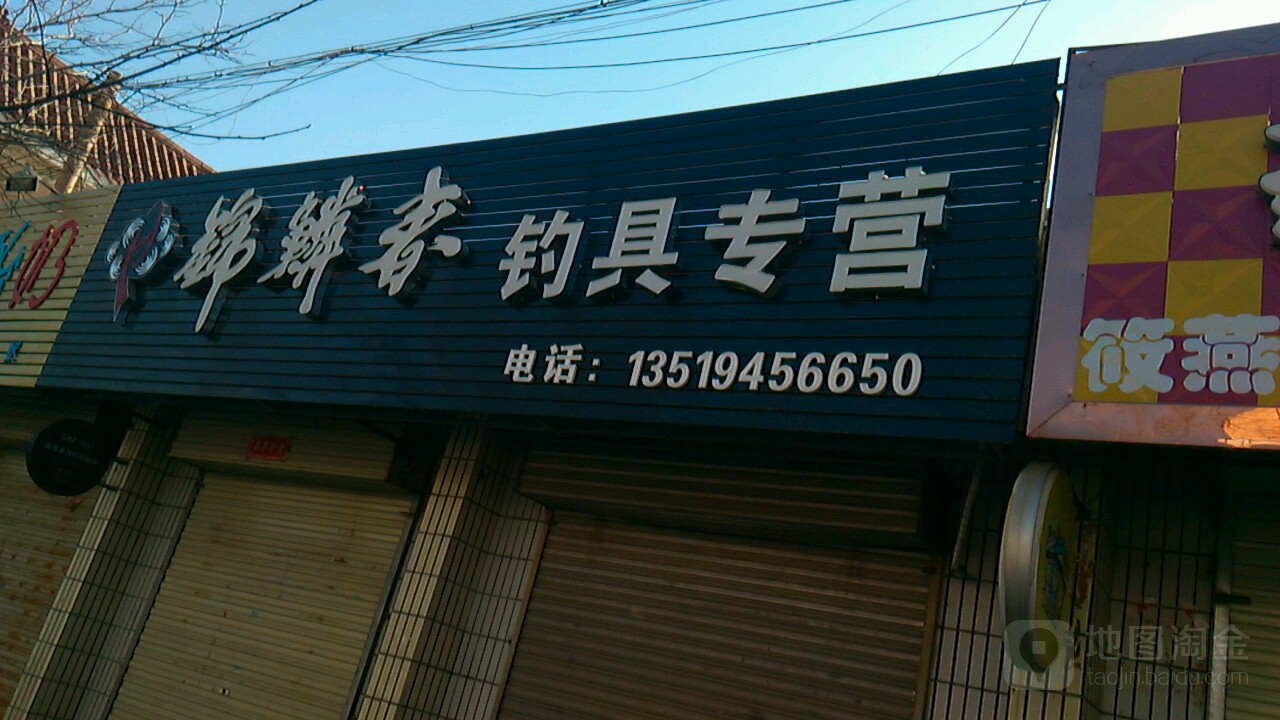 锦鳞春 钓具专营
电话：13519456650
筱燕
地图淘金
taojin.baidu.com